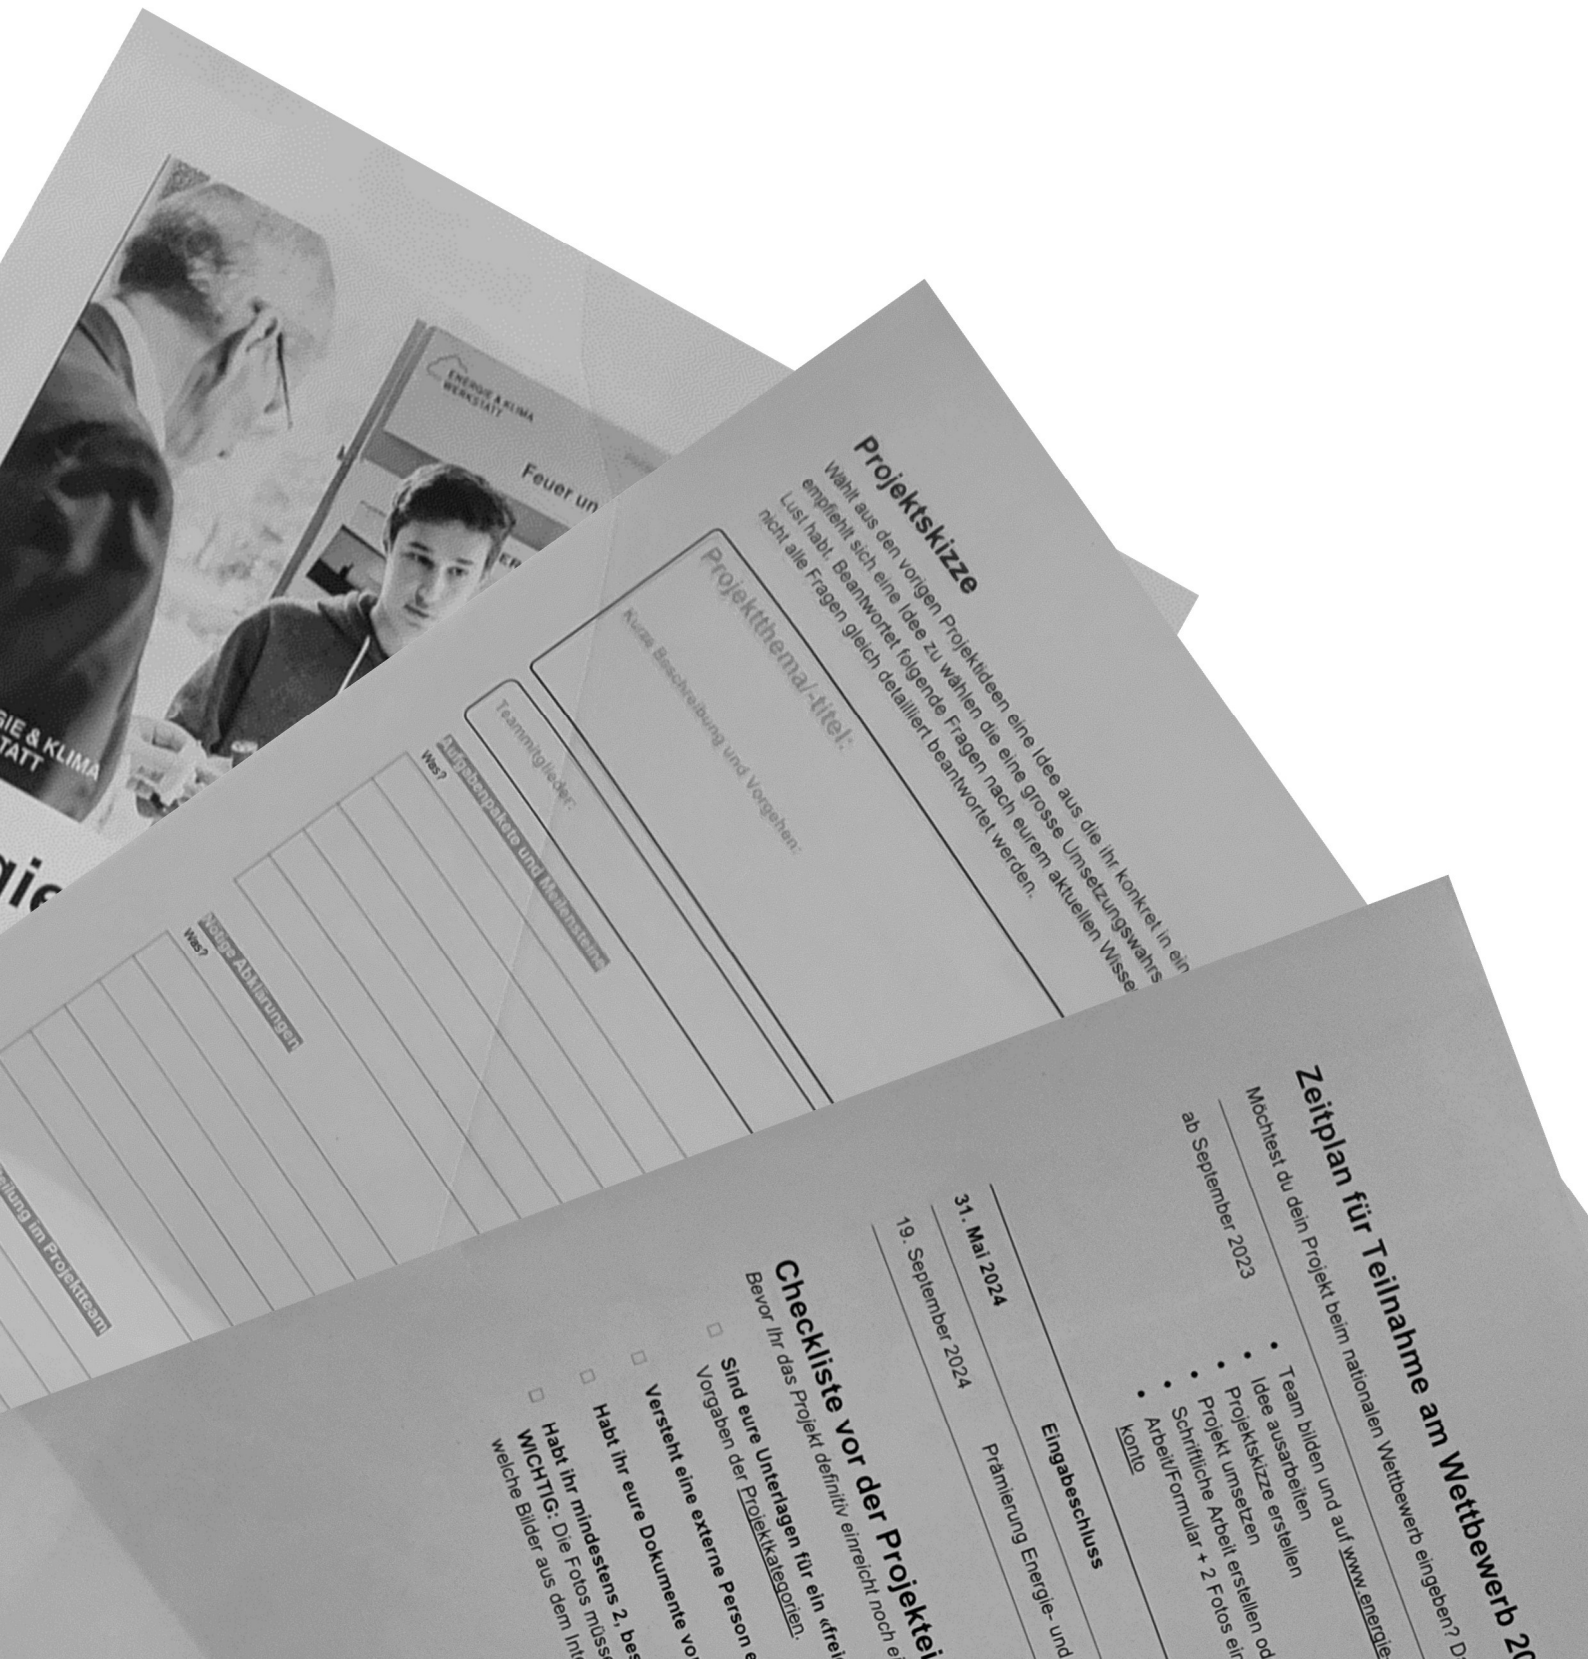 ENERGIE & KLIMA
WERKSTATT
Feuer un
GIE & KLIMA
TATT
gie
Projektskizze
Wählt aus den vorigen Projektideen eine Idee aus die ihr konkret in ein
empfiehlt sich eine Idee zu wählen die eine grosse Umsetzungswahrs
Lust habt. Beantwortet folgende Fragen nach eurem aktuellen Wisse
nicht alle Fragen gleich detailliert beantwortet werden.
Projektthema/-titel:
Kurze Beschreibung und Vorgehen:
Teammitglieder:
Aufgabenpakete und Meilensteine
Was?
Nötige Abklärungen
Was?
eilung im Projektteam
Zeitplan für Teilnahme am Wettbewerb 20
Möchtest du dein Projekt beim nationalen Wettbewerb eingeben? D
ab September 2023
• Team bilden und auf www.energie-
• Idee ausarbeiten
• Projektskizze erstellen
• Projekt umsetzen
• Schriftliche Arbeit erstellen od
• Arbeit/Formular + 2 Fotos ein
konto
31. Mai 2024 Eingabeschluss
19. September 2024 Prämierung Energie- und
Checkliste vor der Projektei
Bevor Ihr das Projekt definitiv einreicht noch ei
☐ Sind eure Unterlagen für ein «frei
Vorgaben der Projektkategorien.
☐ Versteht eine externe Person e
☐ Habt ihr eure Dokumente vo
☐ Habt ihr mindestens 2, bes
WICHTIG: Die Fotos müsse
welche Bilder aus dem Inte